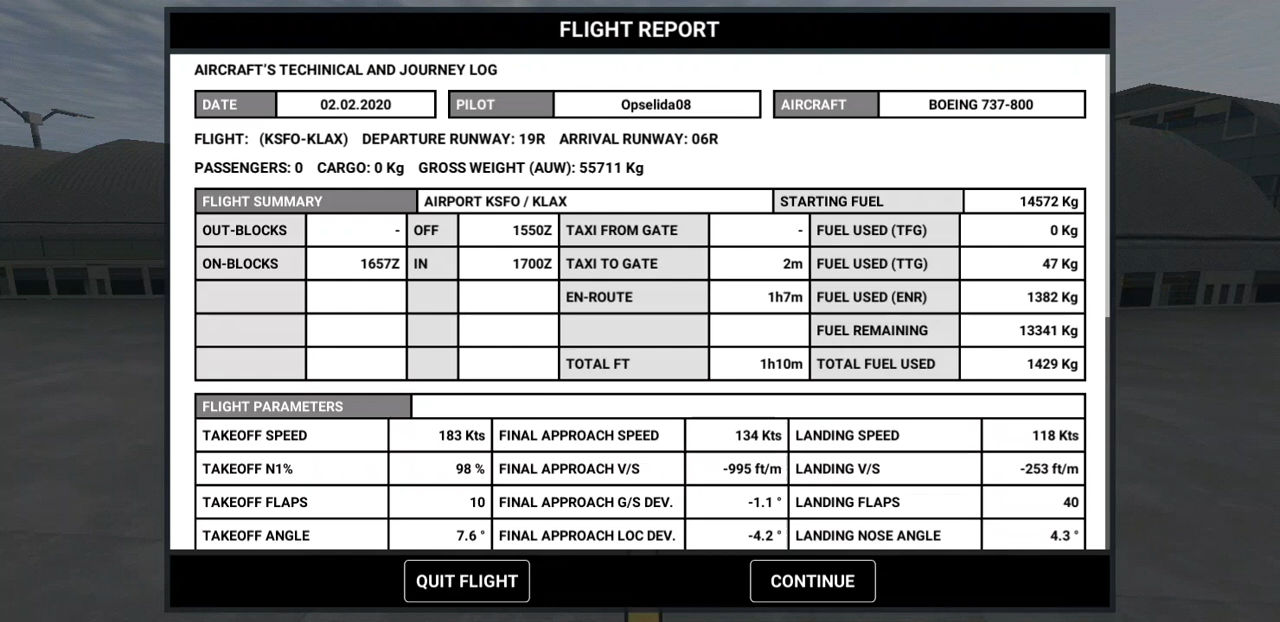 FLIGHT REPORT
AIRCRAFT'S TECHINICAL AND JOURNEY LOG
DATE 02.02.2020 PILOT Opselida08 AIRCRAFT BOEING 737-800
FLIGHT: (KSFO-KLAX) DEPARTURE RUNWAY: 19R ARRIVAL RUNWAY: 06R
PASSENGERS: 0 CARGO: 0 Kg GROSS WEIGHT (AUW): 55711 Kg
FLIGHT SUMMARY AIRPORT KSFO / KLAX STARTING FUEL 14572 Kg
OUT-BLOCKS - OFF 1550Z TAXI FROM GATE - FUEL USED (TFG) 0 Kg
ON-BLOCKS 1657Z IN 1700Z TAXI TO GATE 2m FUEL USED (TTG) 47 Kg
EN-ROUTE 1h7m FUEL USED (ENR) 1382 Kg
FUEL REMAINING 13341 Kg
TOTAL FT 1h10m TOTAL FUEL USED 1429 Kg
FLIGHT PARAMETERS
TAKEOFF SPEED 183 Kts FINAL APPROACH SPEED 134 Kts LANDING SPEED 118 Kts
TAKEOFF N1% 98 % FINAL APPROACH V/S -995 ft/m LANDING V/S -253 ft/m
TAKEOFF FLAPS 10 FINAL APPROACH G/S DEV. -1.1 ° LANDING FLAPS 40
TAKEOFF ANGLE 7.6 ° FINAL APPROACH LOC DEV. -4.2 ° LANDING NOSE ANGLE 4.3 °
QUIT FLIGHT CONTINUE